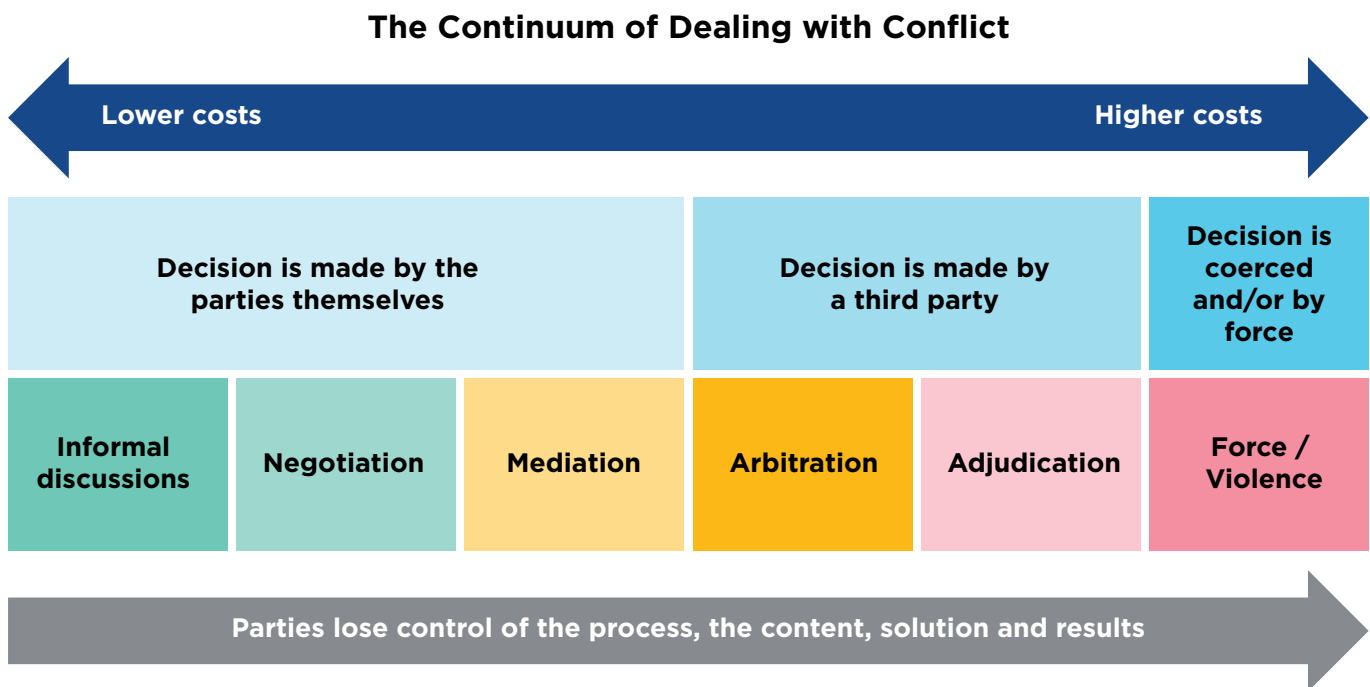 The Continuum of Dealing with Conflict
Lower costs
Higher costs
Decision is made by the
parties themselves
Decision is made by
a third party
Decision is
coerced
and/or by
force
Informal
discussions
Negotiation
Mediation
Arbitration
Adjudication
Force /
Violence
Parties lose control of the process, the content, solution and results